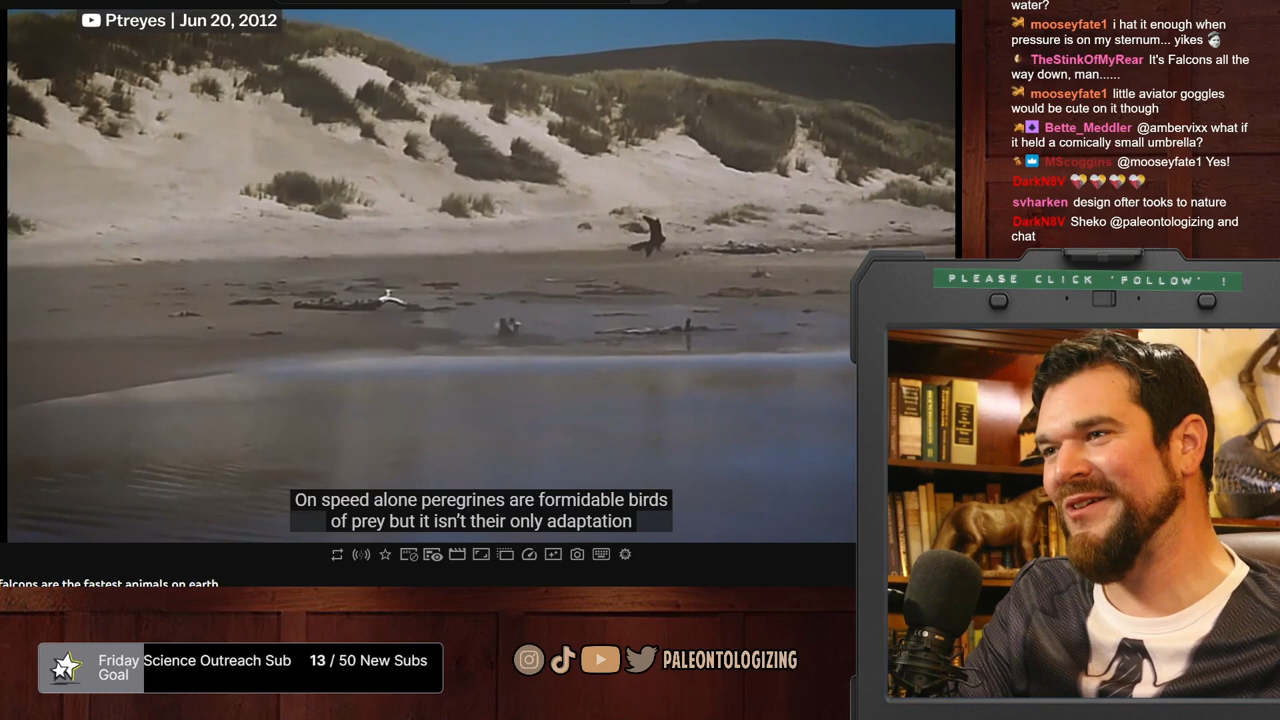 Ptreyes | Jun 20, 2012
water?
mooseyfate1 i hat it enough when
pressure is on my sternum... yikes
TheStinkOfMyRear It's Falcons all the
way down, man......
mooseyfate1 little aviator goggles
would be cute on it though
Bette_Meddler @ambervixx what if
it held a comically small umbrella?
MScoggins @mooseyfate1 Yes!
DarkN8V
svharken design ofter tooks to nature
DarkN8V Sheko @paleontologizing and
chat
PLEASE CLICK 'FOLLOW' !
On speed alone peregrines are formidable birds
of prey but it isn't their only adaptation
falcons are the fastest animals on earth
Friday Science Outreach Sub
Goal
13 / 50 New Subs
PALEONTOLOGIZING